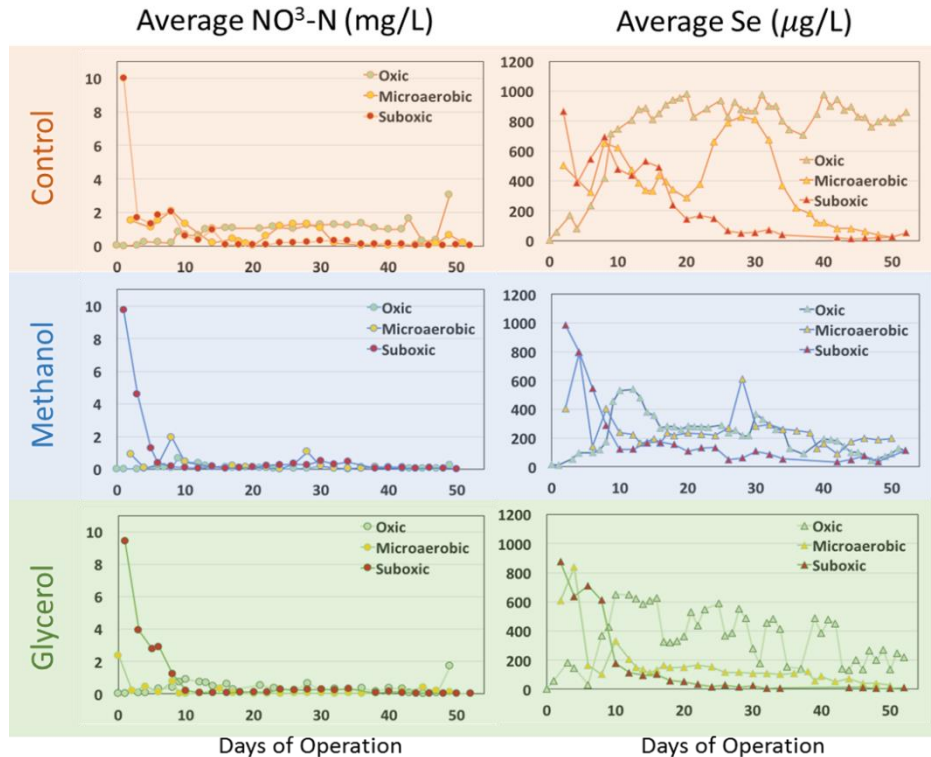 Average NO³-N (mg/L)
Average Se (μg/L)
Control
10
8
6
4
2
0
0 10 20 30 40 50
Oxic
Microaerobic
Suboxic
1200
1000
800
600
400
200
0
0 10 20 30 40 50
Oxic
Microaerobic
Suboxic
Methanol
10
8
6
4
2
0
0 10 20 30 40 50
Oxic
Microaerobic
Suboxic
1200
1000
800
600
400
200
0
0 10 20 30 40 50
Oxic
Microaerobic
Suboxic
Glycerol
10
8
6
4
2
0
0 10 20 30 40 50
Oxic
Microaerobic
Suboxic
1200
1000
800
600
400
200
0
0 10 20 30 40 50
Oxic
Microaerobic
Suboxic
Days of Operation
Days of Operation